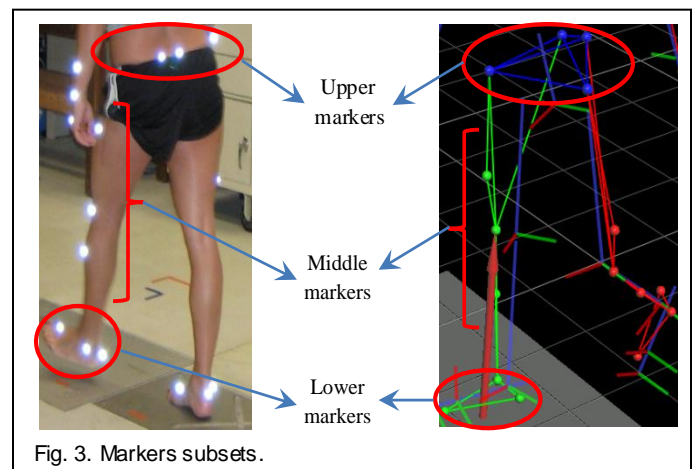 Upper
markers
Middle
markers
Lower
markers
Fig. 3. Markers subsets.